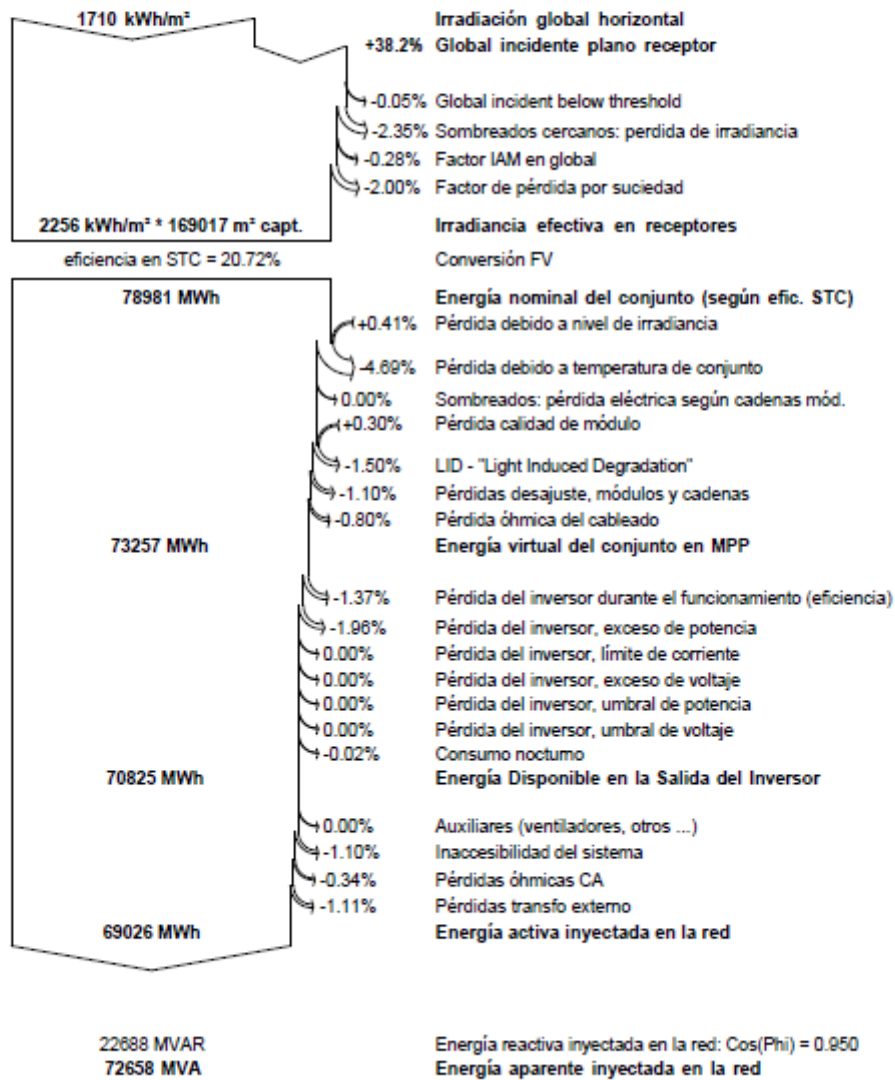 1710 kWh/m² Irradiación global horizontal
+38.2% Global incidente plano receptor
-0.05% Global incident below threshold
-2.35% Sombreados cercanos: perdida de irradiancia
-0.28% Factor IAM en global
-2.00% Factor de pérdida por suciedad
2256 kWh/m² * 169017 m² capt. Irradiancia efectiva en receptores
eficiencia en STC = 20.72% Conversión FV
78981 MWh Energía nominal del conjunto (según efic. STC)
+0.41% Pérdida debido a nivel de irradiancia
-4.69% Pérdida debido a temperatura de conjunto
0.00% Sombreados: pérdida eléctrica según cadenas mód.
+0.30% Pérdida calidad de módulo
-1.50% LID - "Light Induced Degradation"
-1.10% Pérdidas desajuste, módulos y cadenas
-0.80% Pérdida óhmica del cableado
73257 MWh Energía virtual del conjunto en MPP
-1.37% Pérdida del inversor durante el funcionamiento (eficiencia)
-1.96% Pérdida del inversor, exceso de potencia
0.00% Pérdida del inversor, límite de corriente
0.00% Pérdida del inversor, exceso de voltaje
0.00% Pérdida del inversor, umbral de potencia
0.00% Pérdida del inversor, umbral de voltaje
-0.02% Consumo nocturno
70825 MWh Energía Disponible en la Salida del Inversor
0.00% Auxiliares (ventiladores, otros ...)
-1.10% Inaccesibilidad del sistema
-0.34% Pérdidas óhmicas CA
-1.11% Pérdidas transfo externo
69026 MWh Energía activa inyectada en la red
22688 MVAR Energía reactiva inyectada en la red: Cos(Phi) = 0.950
72658 MVA Energía aparente inyectada en la red